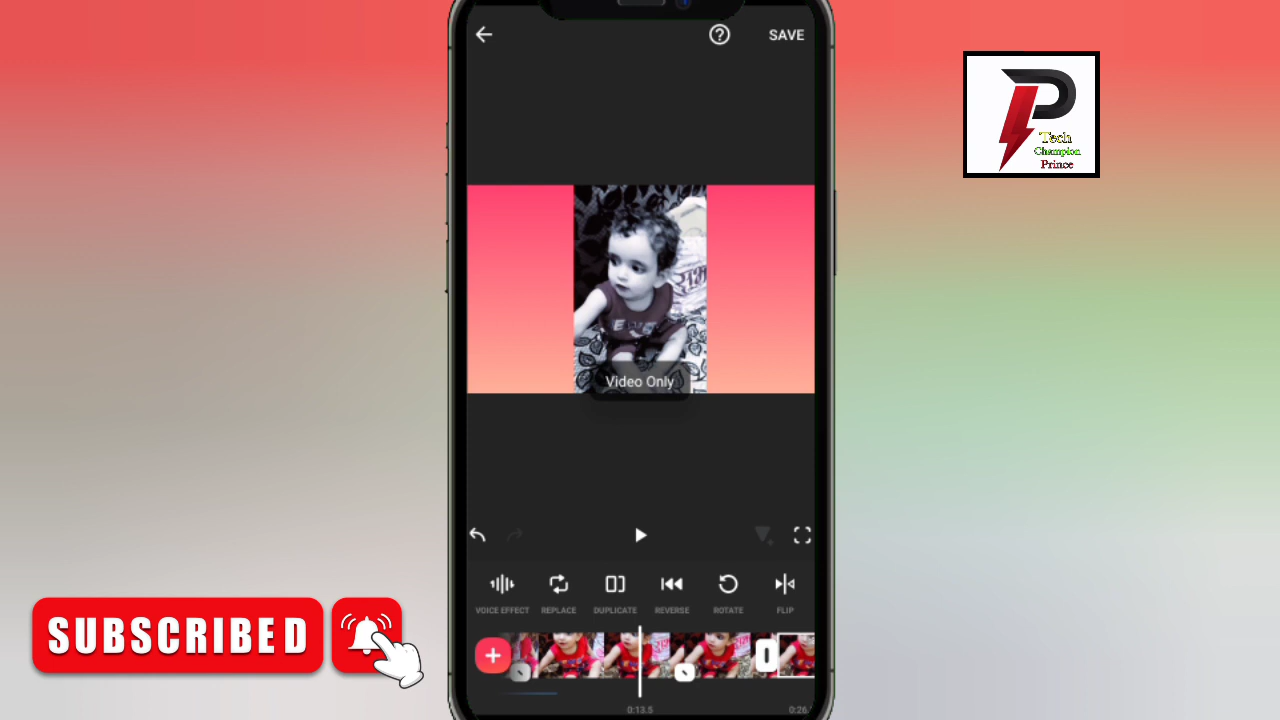 SAVE
Tech
Champion
Prince
Video Only
VOICE EFFECT
REPLACE
DUPLICATE
REVERSE
ROTATE
FLIP
SUBSCRIBED
0:13.5
0:26